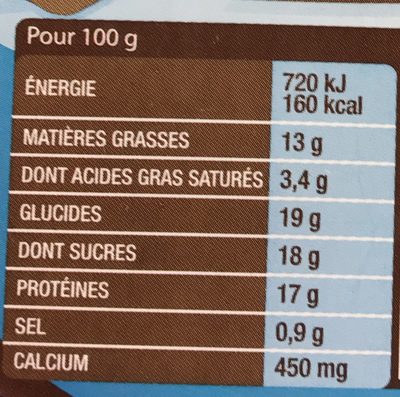 Pour 100 g
ÉNERGIE 720 kJ
160 kcal
MATIÈRES GRASSES 13 g
DONT ACIDES GRAS SATURÉS 3,4 g
GLUCIDES 19 g
DONT SUCRES 18 g
PROTÉINES 17 g
SEL 0,9 g
CALCIUM 450 mg